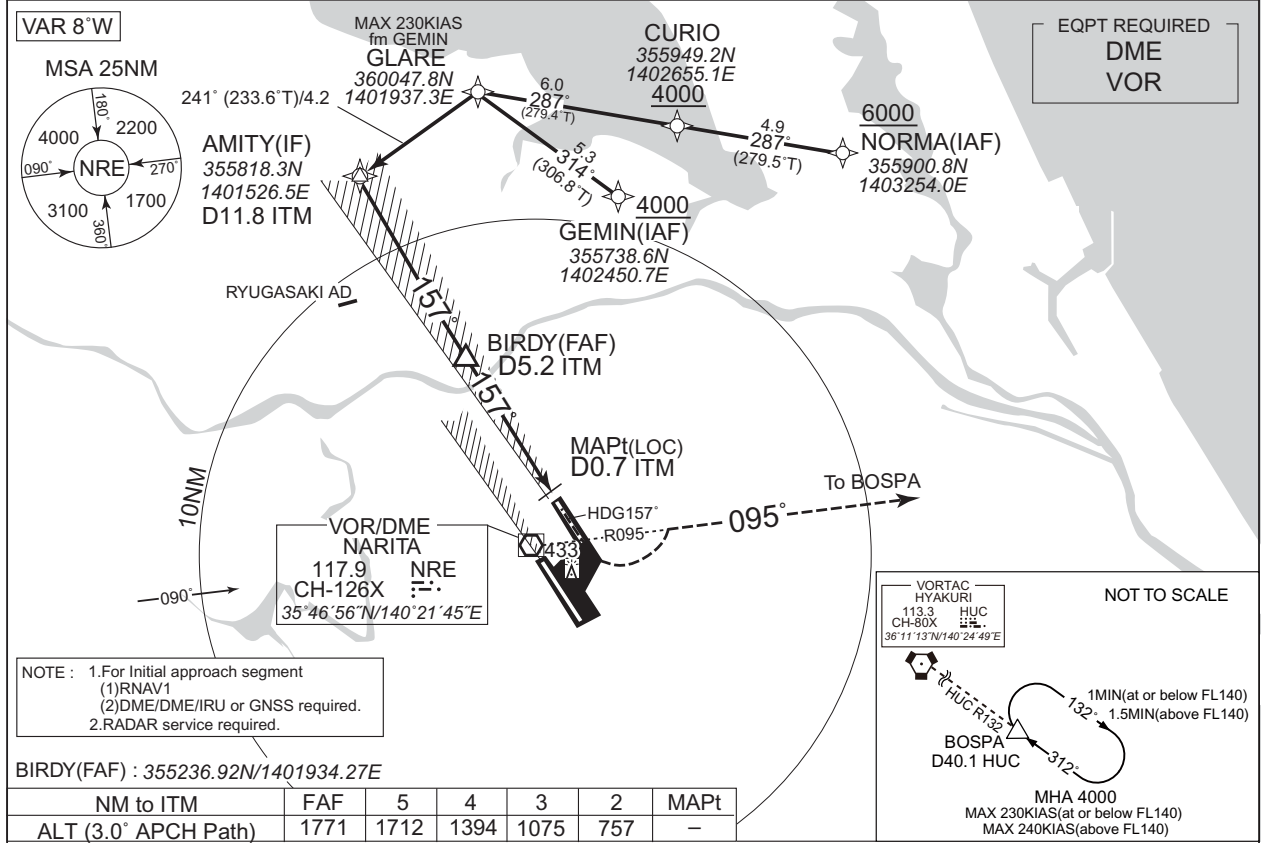 VAR 8°W
MSA 25NM
180°
4000
2200
090°
NRE
270°
3100
1700
360°
MAX 230KIAS
fm GEMIN
GLARE
360047.8N
1401937.3E
241° (233.6°T)/4.2
AMITY(IF)
355818.3N
1401526.5E
D11.8 ITM
CURIO
355949.2N
1402655.1E
4000
6.0
287°
(279.4°T)
4.9
287°
(279.5°T)
6000
NORMA(IAF)
355900.8N
1403254.0E
5.3
314°
(306.8°T)
4000
GEMIN(IAF)
355738.6N
1402450.7E
EQPT REQUIRED
DME
VOR
RYUGASAKI AD
157°
BIRDY(FAF)
D5.2 ITM
157°
MAPt(LOC)
D0.7 ITM
10NM
HDG157°
R095
095°
To BOSPA
433
VOR/DME
NARITA
117.9 NRE
CH-126X
35°46′56″N/140°21′45″E
090°
NOTE : 1.For Initial approach segment
(1)RNAV1
(2)DME/DME/IRU or GNSS required.
2.RADAR service required.
BIRDY(FAF) : 355236.92N/1401934.27E
NM to ITM FAF 5 4 3 2 MAPt
ALT (3.0° APCH Path) 1771 1712 1394 1075 757 –
NOT TO SCALE
VORTAC
HYAKURI
113.3 HUC
CH-80X
36°11′13″N/140°24′49″E
HUC R132
132°
1MIN(at or below FL140)
1.5MIN(above FL140)
BOSPA
D40.1 HUC
312°
MHA 4000
MAX 230KIAS(at or below FL140)
MAX 240KIAS(above FL140)